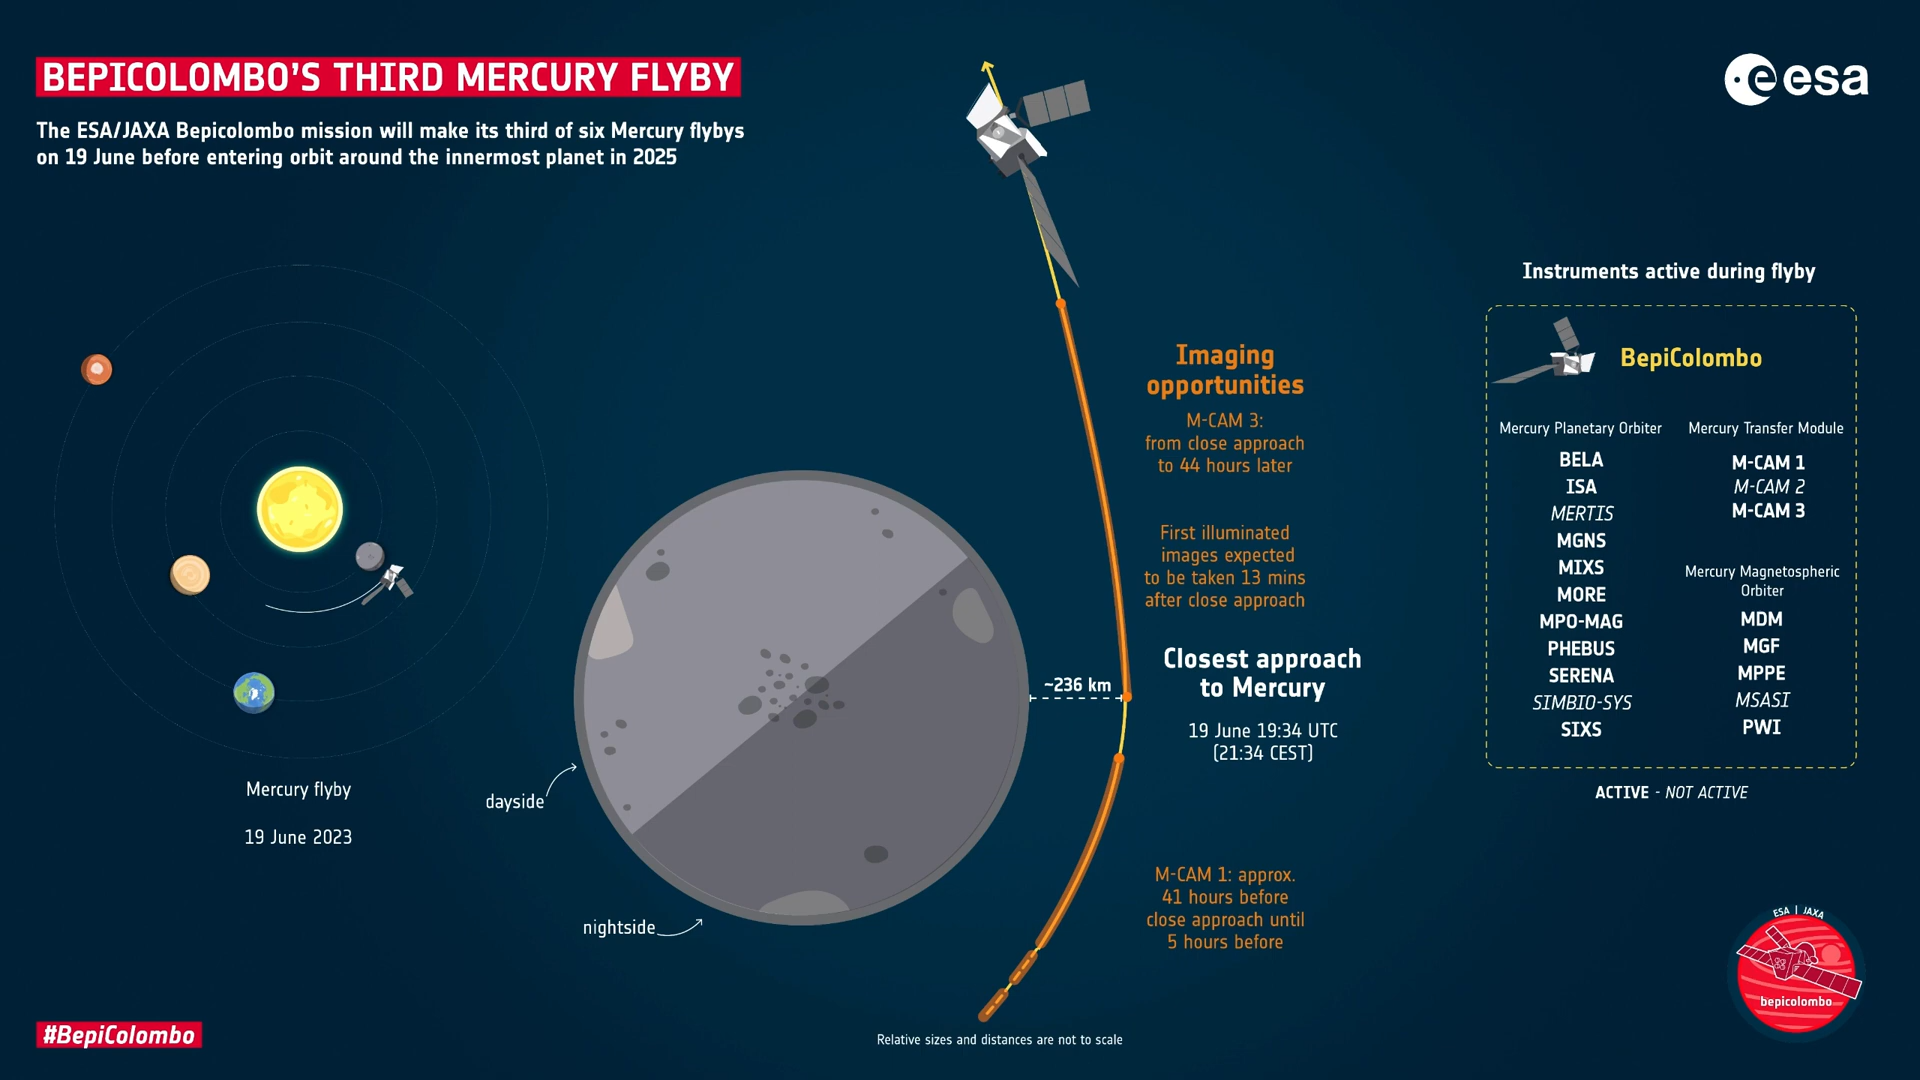 BEPICOLOMBO'S THIRD MERCURY FLYBY
The ESA/JAXA Bepicolombo mission will make its third of six Mercury flybys
on 19 June before entering orbit around the innermost planet in 2025
esa
Mercury flyby
19 June 2023
dayside
nightside
Imaging
opportunities
M-CAM 3:
from close approach
to 44 hours later
First illuminated
images expected
to be taken 13 mins
after close approach
~236 km
Closest approach
to Mercury
19 June 19:34 UTC
(21:34 CEST)
M-CAM 1: approx.
41 hours before
close approach until
5 hours before
Relative sizes and distances are not to scale
Instruments active during flyby
BepiColombo
Mercury Planetary Orbiter
BELA
ISA
MERTIS
MGNS
MIXS
MORE
MPO-MAG
PHEBUS
SERENA
SIMBIO-SYS
SIXS
Mercury Transfer Module
M-CAM 1
M-CAM 2
M-CAM 3
Mercury Magnetospheric
Orbiter
MDM
MGF
MPPE
MSASI
PWI
ACTIVE - NOT ACTIVE
ESA | JAXA
bepicolombo
#BepiColombo